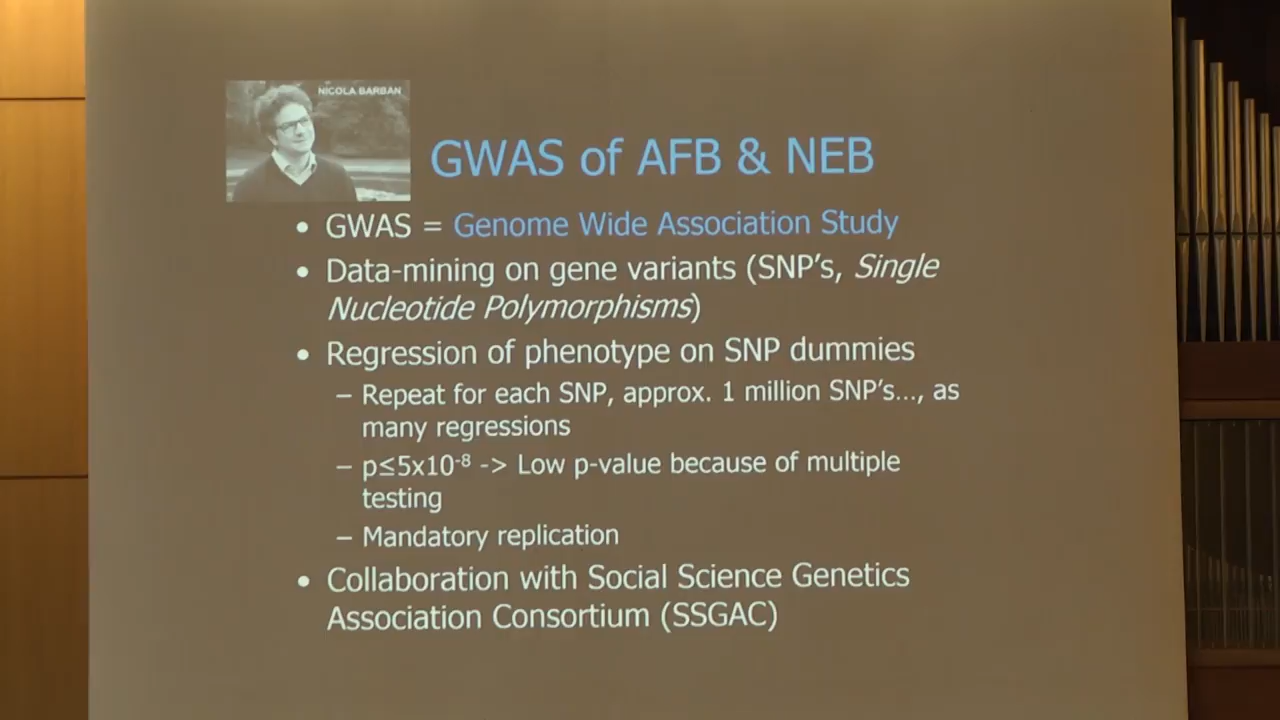 NICOLA BARBAN
GWAS of AFB & NEB
• GWAS = Genome Wide Association Study
• Data-mining on gene variants (SNP's, Single
Nucleotide Polymorphisms)
• Regression of phenotype on SNP dummies
– Repeat for each SNP, approx. 1 million SNP's..., as
many regressions
– p≤5x10⁻⁸ -> Low p-value because of multiple
testing
– Mandatory replication
• Collaboration with Social Science Genetics
Association Consortium (SSGAC)